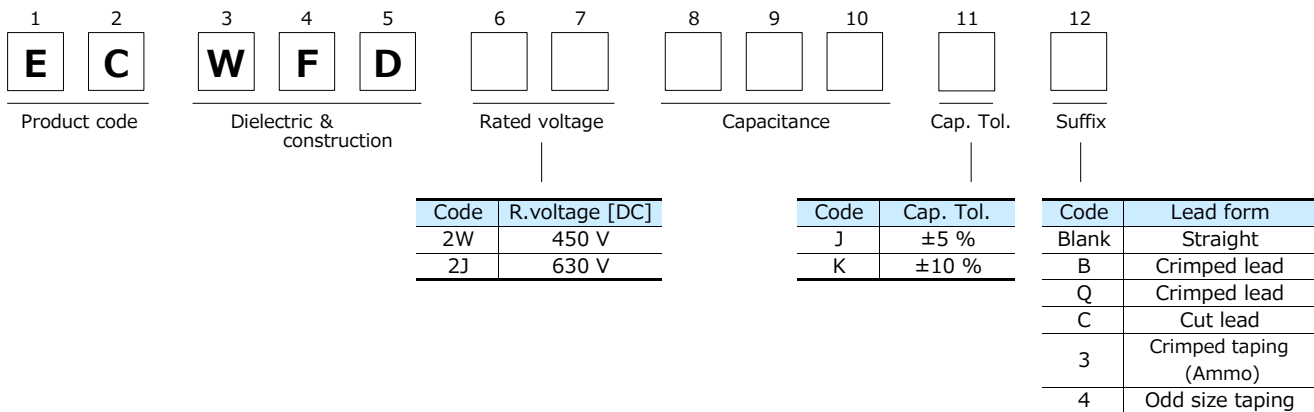 1 2 3 4 5 6 7 8 9 10 11 12
E C W F D
Product code Dielectric & Rated voltage Capacitance Cap. Tol. Suffix
construction
Code R.voltage [DC] Code Cap. Tol. Code Lead form
2W 450 V J ±5 % Blank Straight
2J 630 V K ±10 % B Crimped lead
Q Crimped lead
C Cut lead
3 Crimped taping
(Ammo)
4 Odd size taping